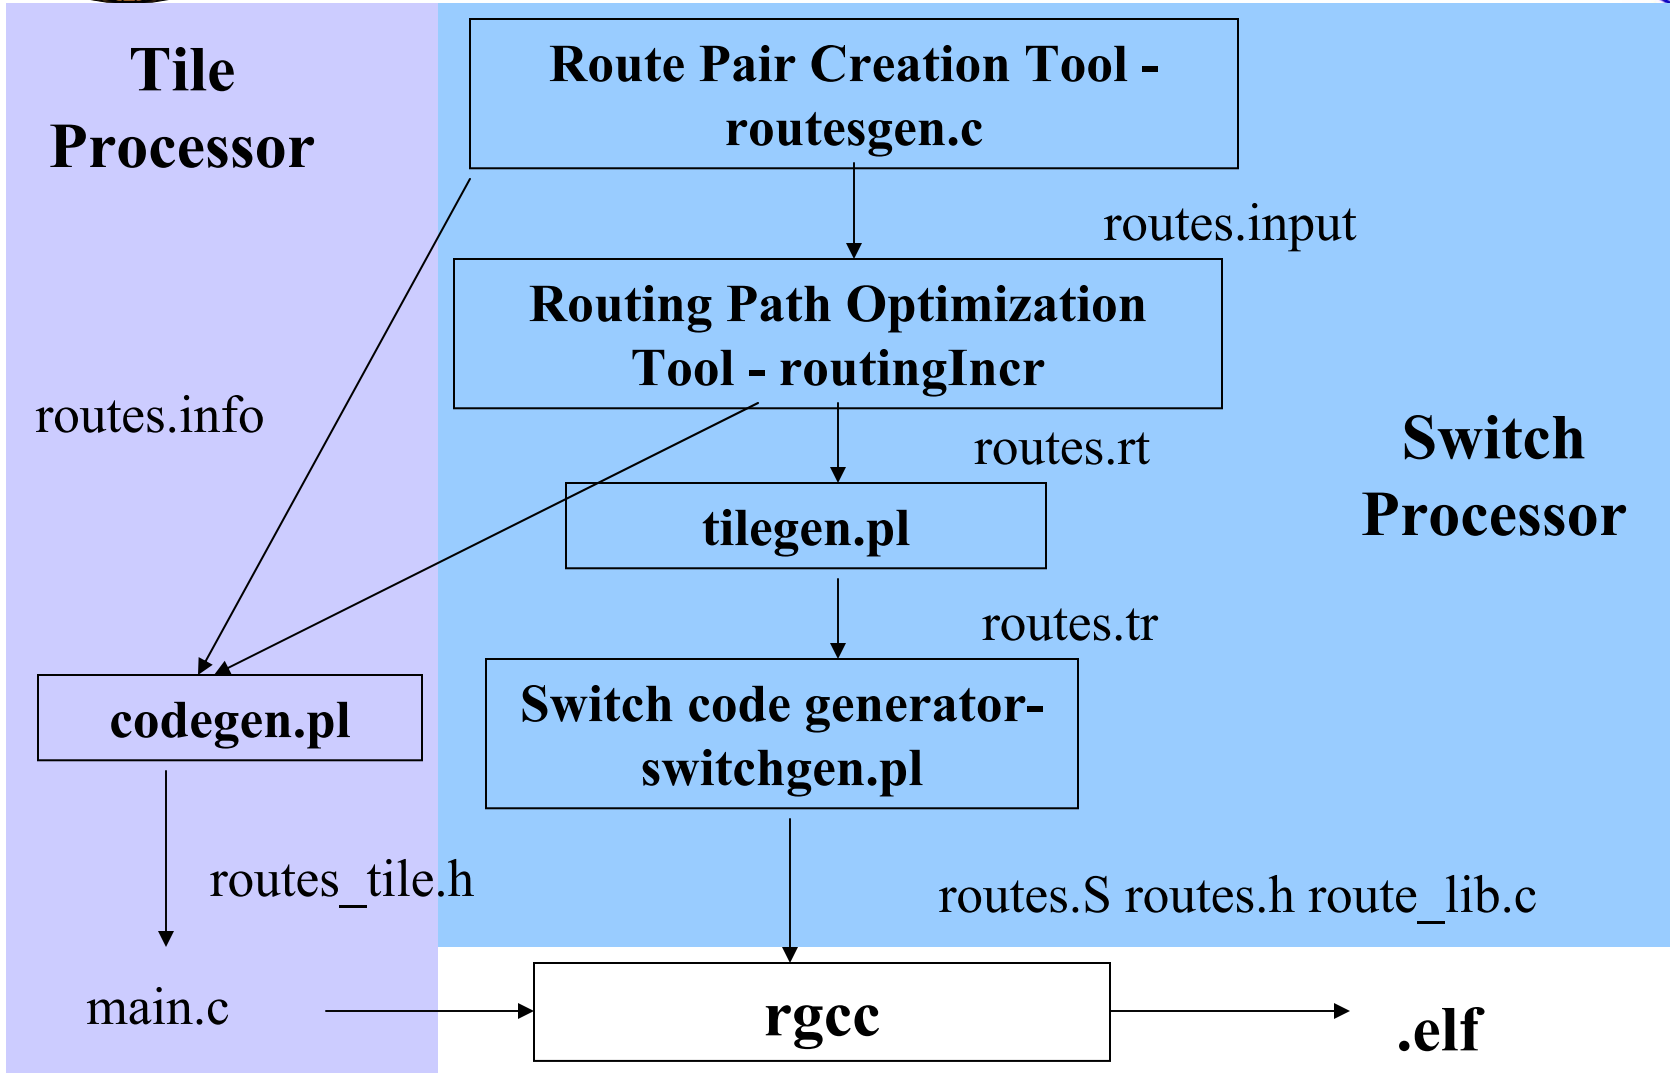 Tile
Processor
Route Pair Creation Tool -
routesgen.c
routes.input
Routing Path Optimization
Tool - routingIncr
routes.info
routes.rt
Switch
Processor
tilegen.pl
routes.tr
codegen.pl
Switch code generator-
switchgen.pl
routes_tile.h
routes.S routes.h route_lib.c
main.c
rgcc
.elf